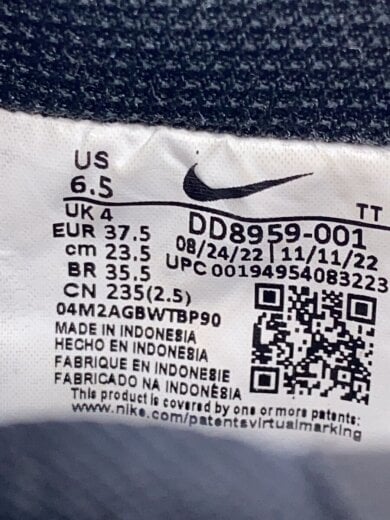 US
6.5
UK 4
EUR 37.5
cm 23.5
BR 35.5
CN 235(2.5)
TT
DD8959-001
08/24/22 | 11/11/22
UPC 00194954083223
04M2AGBWTBP90
MADE IN INDONESIA
HECHO EN INDONESIA
FABRIQUE EN INDONESIE
FABRICADO NA INDONÉSIA
This product is covered by one or more patents:
www.nike.com/patentsvirtualmarking